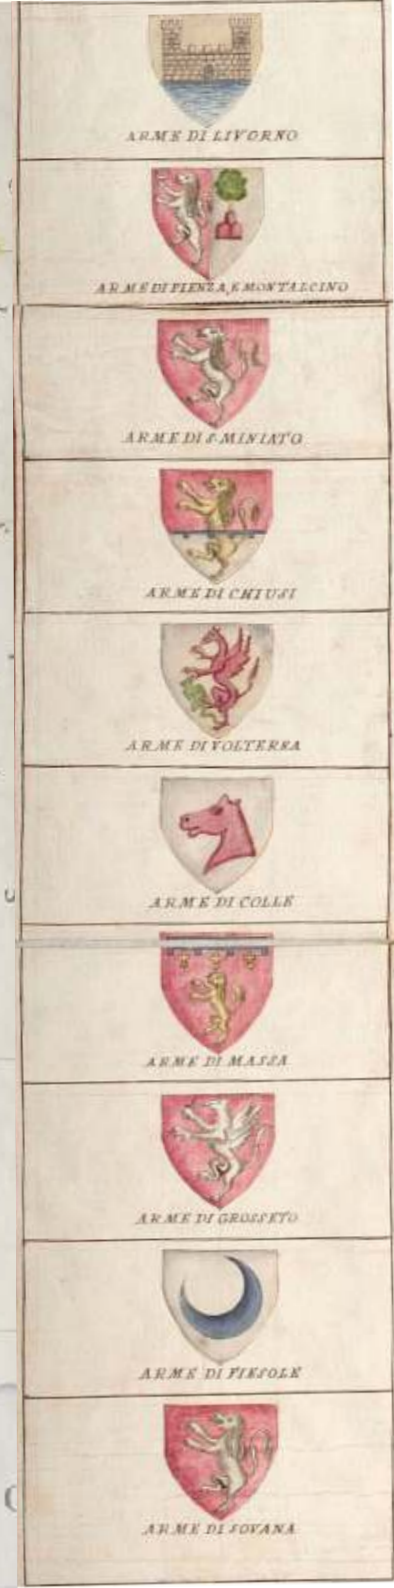 ARME DI LIVORNO
ARME DI PIENZA, E MONTALCINO
ARME DI S. MINIATO
ARME DI CHIUSI
ARME DI VOLTERRA
ARME DI COLLE
ARME DI MASSA
ARME DI GROSSETO
ARME DI FIESOLE
ARME DI SOVANA